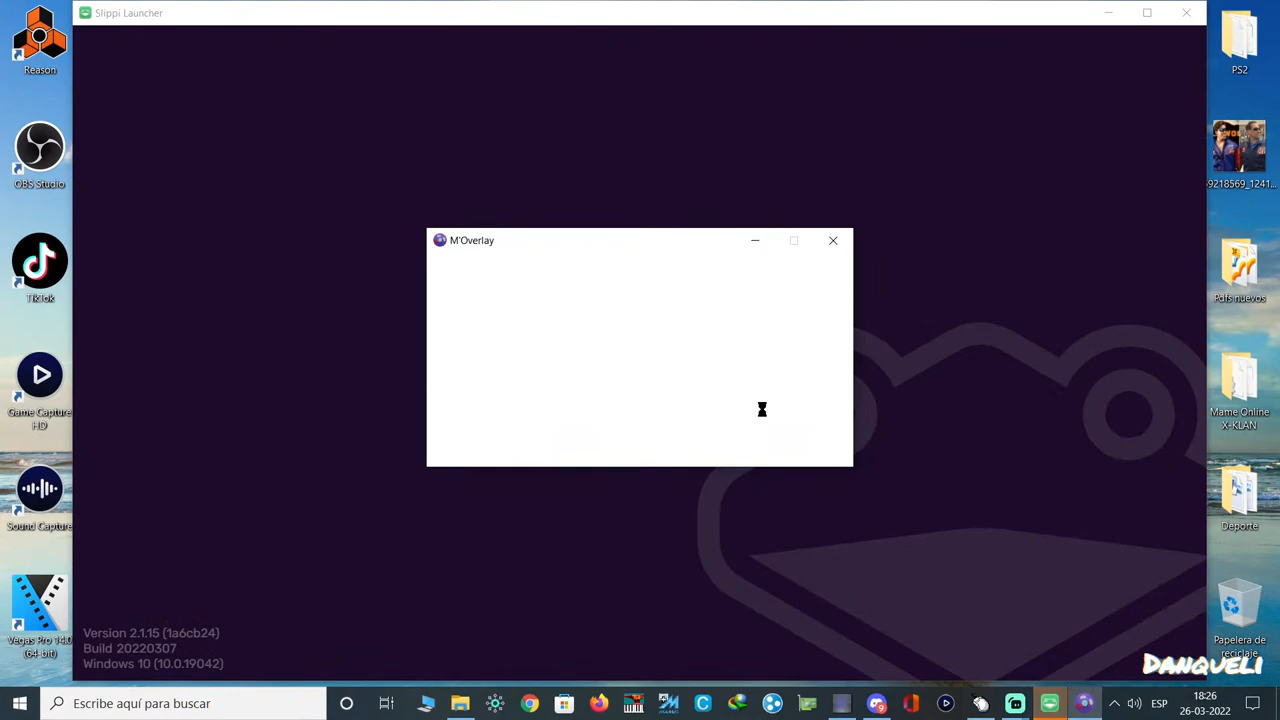 Slippi Launcher
Reason
OBS Studio
TikTok
Game Capture
HD
Sound Capture
Vegas Pro 14.0
(64-bit)
M'Overlay
Version 2.1.15 (1a6cb24)
Build 20220307
Windows 10 (10.0.19042)
PS2
59218569_1241...
Pdfs nuevos
Mame Online
X-KLAN
Deporte
Papelera de
reciclaje
DANQUELI
Escribe aquí para buscar
ESP
18:26
26-03-2022